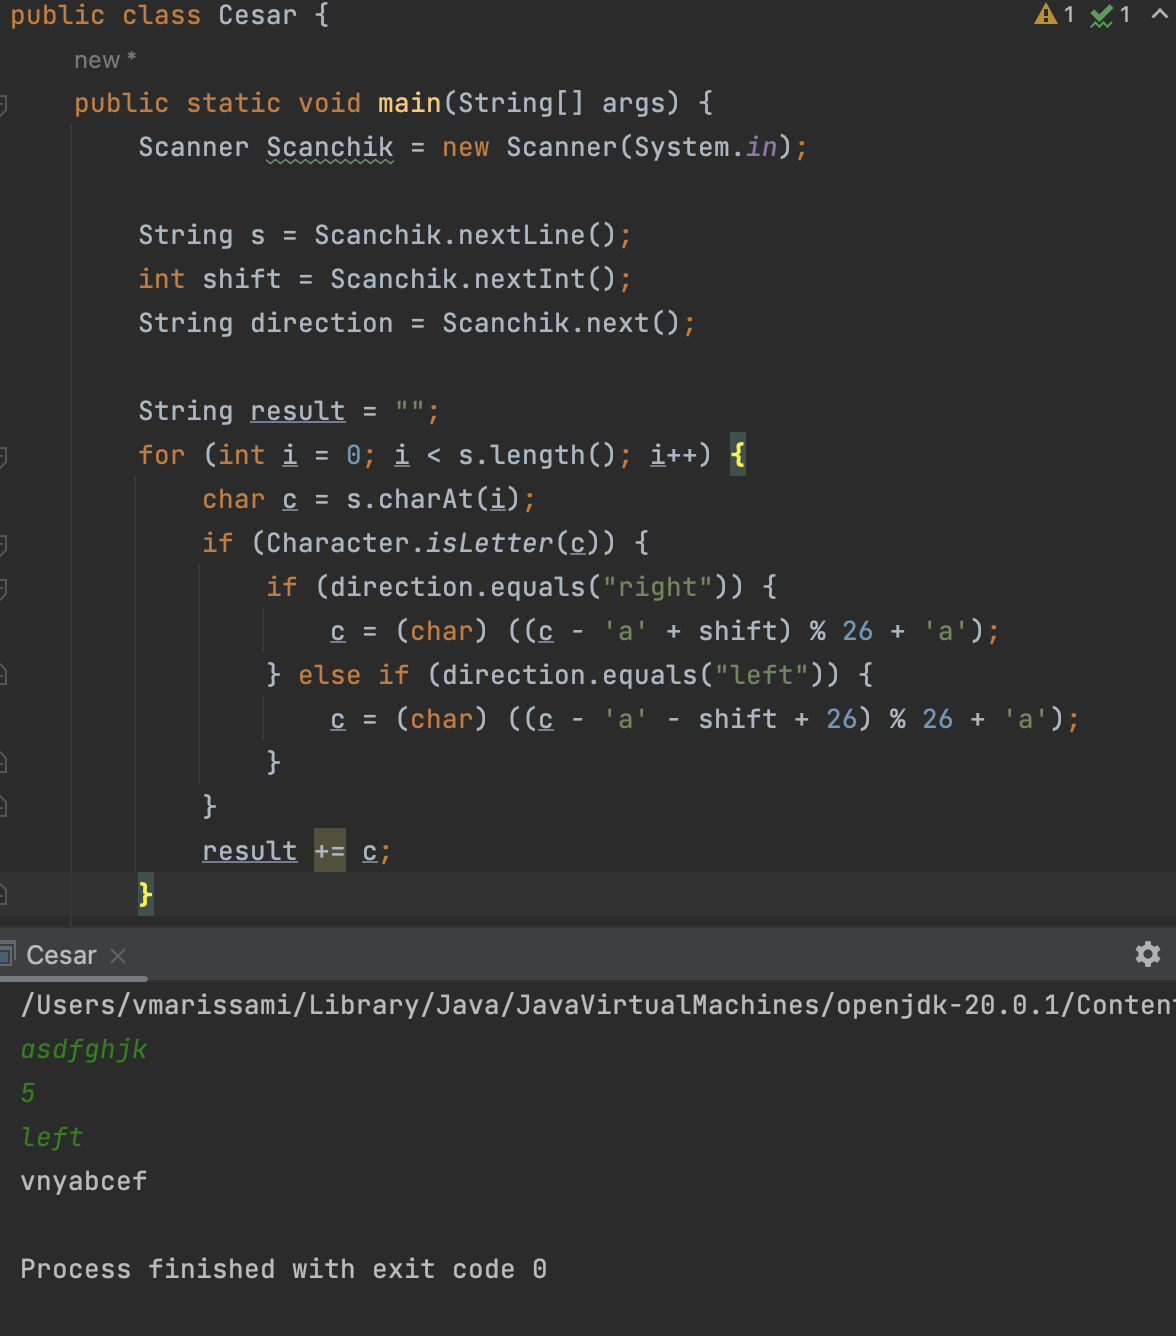 public class Cesar {
1 1
new *
public static void main(String[] args) {
Scanner Scanchik = new Scanner(System.in);
String s = Scanchik.nextLine();
int shift = Scanchik.nextInt();
String direction = Scanchik.next();
String result = "";
for (int i = 0; i < s.length(); i++) {
char c = s.charAt(i);
if (Character.isLetter(c)) {
if (direction.equals("right")) {
c = (char) ((c - 'a' + shift) % 26 + 'a');
} else if (direction.equals("left")) {
c = (char) ((c - 'a' - shift + 26) % 26 + 'a');
}
}
result += c;
}
Cesar
/Users/vmarissami/Library/Java/JavaVirtualMachines/openjdk-20.0.1/Conten
asdfghjk
5
left
vnyabcef
Process finished with exit code 0